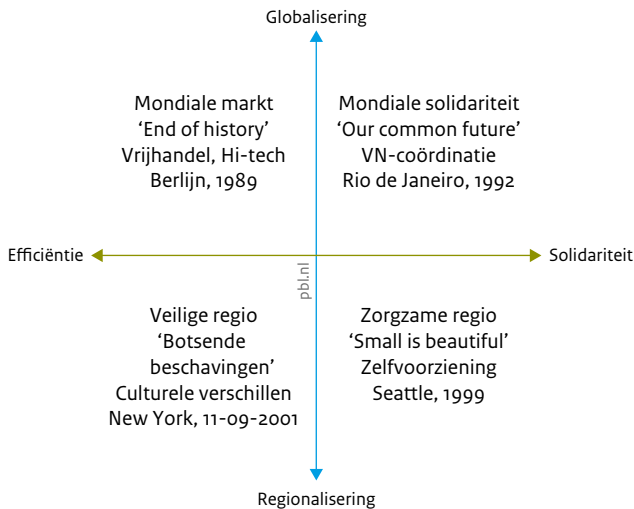 Globalisering
Mondiale markt
‘End of history’
Vrijhandel, Hi-tech
Berlijn, 1989
Mondiale solidariteit
‘Our common future’
VN-coördinatie
Rio de Janeiro, 1992
Efficiëntie
Solidariteit
pbl.nl
Veilige regio
‘Botsende
beschavingen’
Culturele verschillen
New York, 11-09-2001
Zorgzame regio
‘Small is beautiful’
Zelfvoorziening
Seattle, 1999
Regionalisering